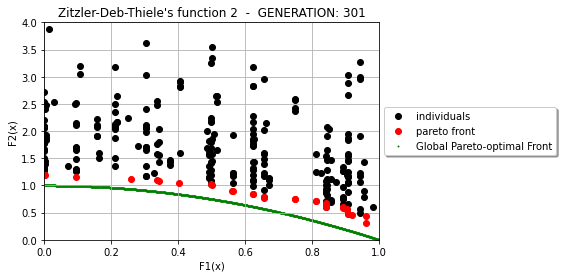 Zitzler-Deb-Thiele's function 2 - GENERATION: 301
4.0
3.5
3.0
2.5
2.0
1.5
1.0
0.5
0.0
F2(x)
0.0 0.2 0.4 0.6 0.8 1.0
F1(x)
individuals
pareto front
Global Pareto-optimal Front